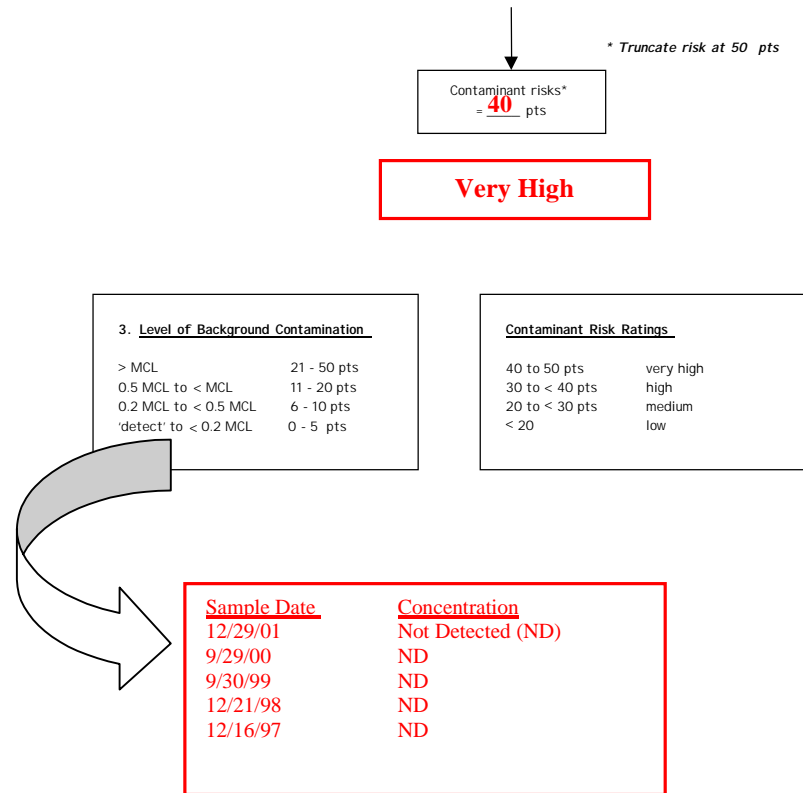 * Truncate risk at 50 pts
Contaminant risks*
= 40 pts
Very High
3. Level of Background Contamination
> MCL 21 - 50 pts
0.5 MCL to < MCL 11 - 20 pts
0.2 MCL to < 0.5 MCL 6 - 10 pts
‘detect’ to < 0.2 MCL 0 - 5 pts
Contaminant Risk Ratings
40 to 50 pts very high
30 to < 40 pts high
20 to < 30 pts medium
< 20 low
Sample Date Concentration
12/29/01 Not Detected (ND)
9/29/00 ND
9/30/99 ND
12/21/98 ND
12/16/97 ND